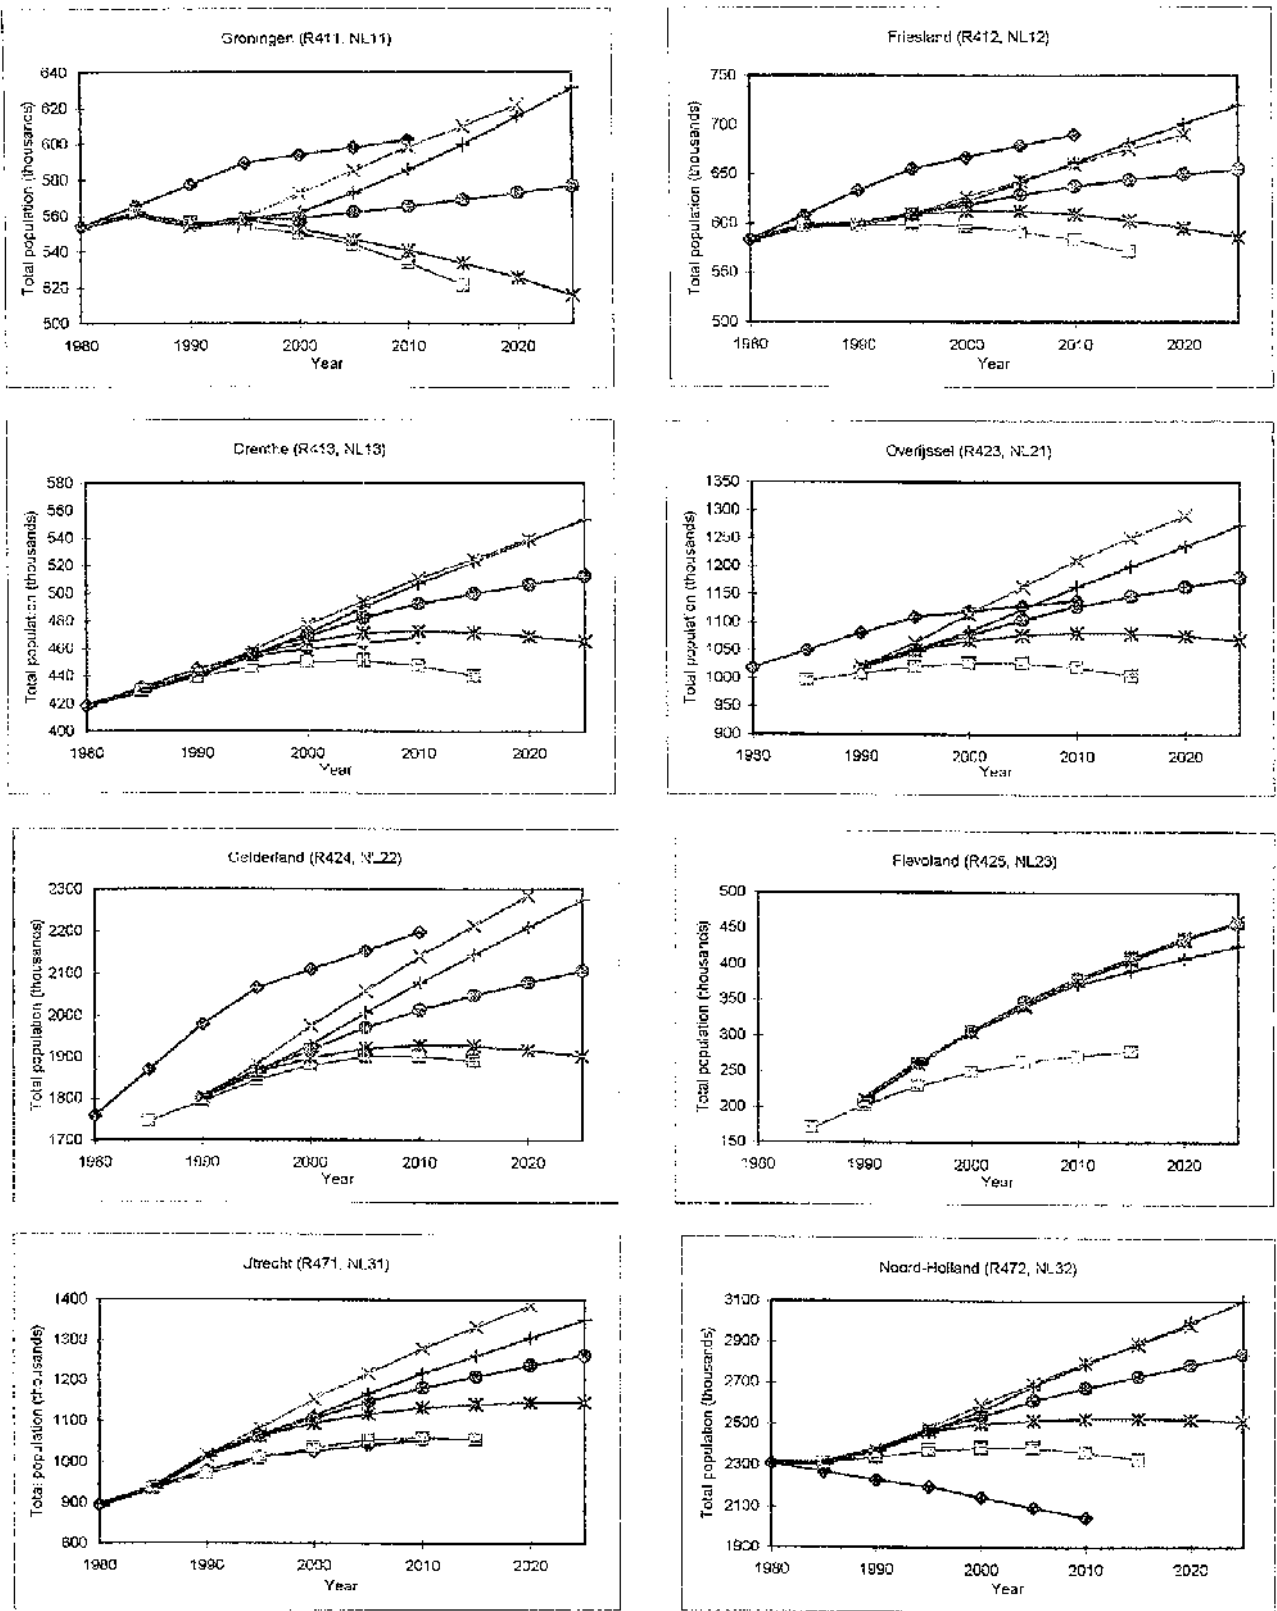 Groningen (R411, NL11)
Total population (thousands)
640
620
600
580
560
540
520
500
1980 1990 2000 2010 2020
Year
Friesland (R412, NL12)
Total population (thousands)
750
700
650
600
550
500
1980 1990 2000 2010 2020
Year
Drenthe (R413, NL13)
Total population (thousands)
580
560
540
520
500
480
460
440
420
400
1980 1990 2000 2010 2020
Year
Overijssel (R423, NL21)
Total population (thousands)
1350
1300
1250
1200
1150
1100
1050
1000
950
900
1980 1990 2000 2010 2020
Year
Gelderland (R424, NL22)
Total population (thousands)
2300
2200
2100
2000
1900
1800
1700
1980 1990 2000 2010 2020
Year
Flevoland (R425, NL23)
Total population (thousands)
500
450
400
350
300
250
200
150
1980 1990 2000 2010 2020
Year
Utrecht (R471, NL31)
Total population (thousands)
1400
1300
1200
1100
1000
900
800
1980 1990 2000 2010 2020
Year
Noord-Holland (R472, NL32)
Total population (thousands)
3100
2900
2700
2500
2300
2100
1900
1980 1990 2000 2010 2020
Year